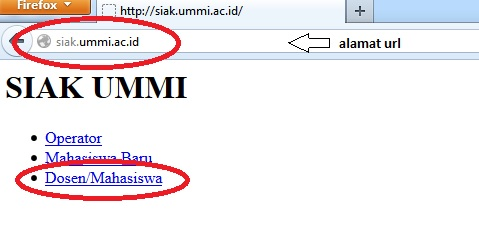 Firefox
http://siak.ummi.ac.id/
siak.ummi.ac.id
alamat url
SIAK UMMI
Operator
Mahasiswa Baru
Dosen/Mahasiswa